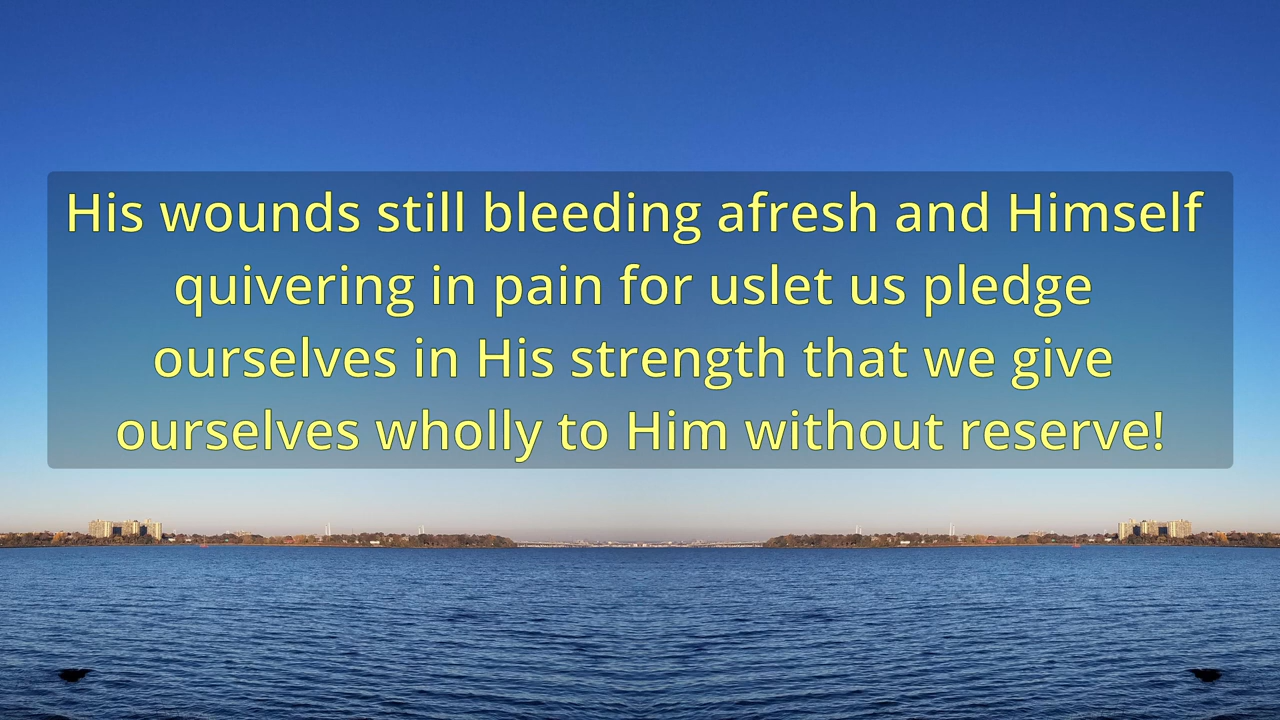 His wounds still bleeding afresh and Himself
quivering in pain for uslet us pledge
ourselves in His strength that we give
ourselves wholly to Him without reserve!